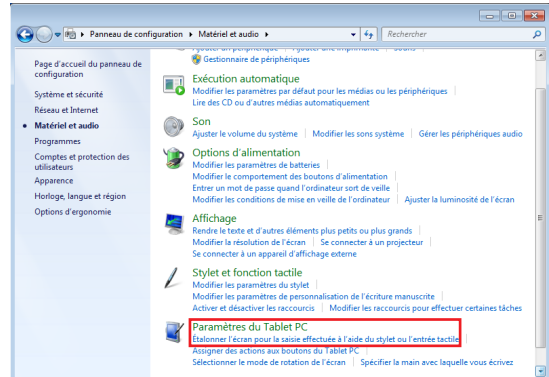 Panneau de configuration ▸ Matériel et audio ▸
Rechercher
Page d'accueil du panneau de
configuration
Système et sécurité
Réseau et Internet
Matériel et audio
Programmes
Comptes et protection des
utilisateurs
Apparence
Horloge, langue et région
Options d'ergonomie
Ajouter un périphérique Ajouter une imprimante Souris
Gestionnaire de périphériques
Exécution automatique
Modifier les paramètres par défaut pour les médias ou les périphériques
Lire des CD ou d'autres médias automatiquement
Son
Ajuster le volume du système Modifier les sons système Gérer les périphériques audio
Options d'alimentation
Modifier les paramètres de batteries
Modifier le comportement des boutons d'alimentation
Entrer un mot de passe quand l'ordinateur sort de veille
Modifier les conditions de mise en veille de l'ordinateur Ajuster la luminosité de l'écran
Affichage
Rendre le texte et d'autres éléments plus petits ou plus grands
Modifier la résolution de l'écran Se connecter à un projecteur
Se connecter à un appareil d'affichage externe
Stylet et fonction tactile
Modifier les paramètres du stylet
Modifier les paramètres de personnalisation de l'écriture manuscrite
Activer et désactiver les raccourcis Modifier les raccourcis pour effectuer certaines tâches
Paramètres du Tablet PC
Étalonner l'écran pour la saisie effectuée à l'aide du stylet ou l'entrée tactile
Assigner des actions aux boutons du Tablet PC
Sélectionner le mode de rotation de l'écran Spécifier la main avec laquelle vous écrivez